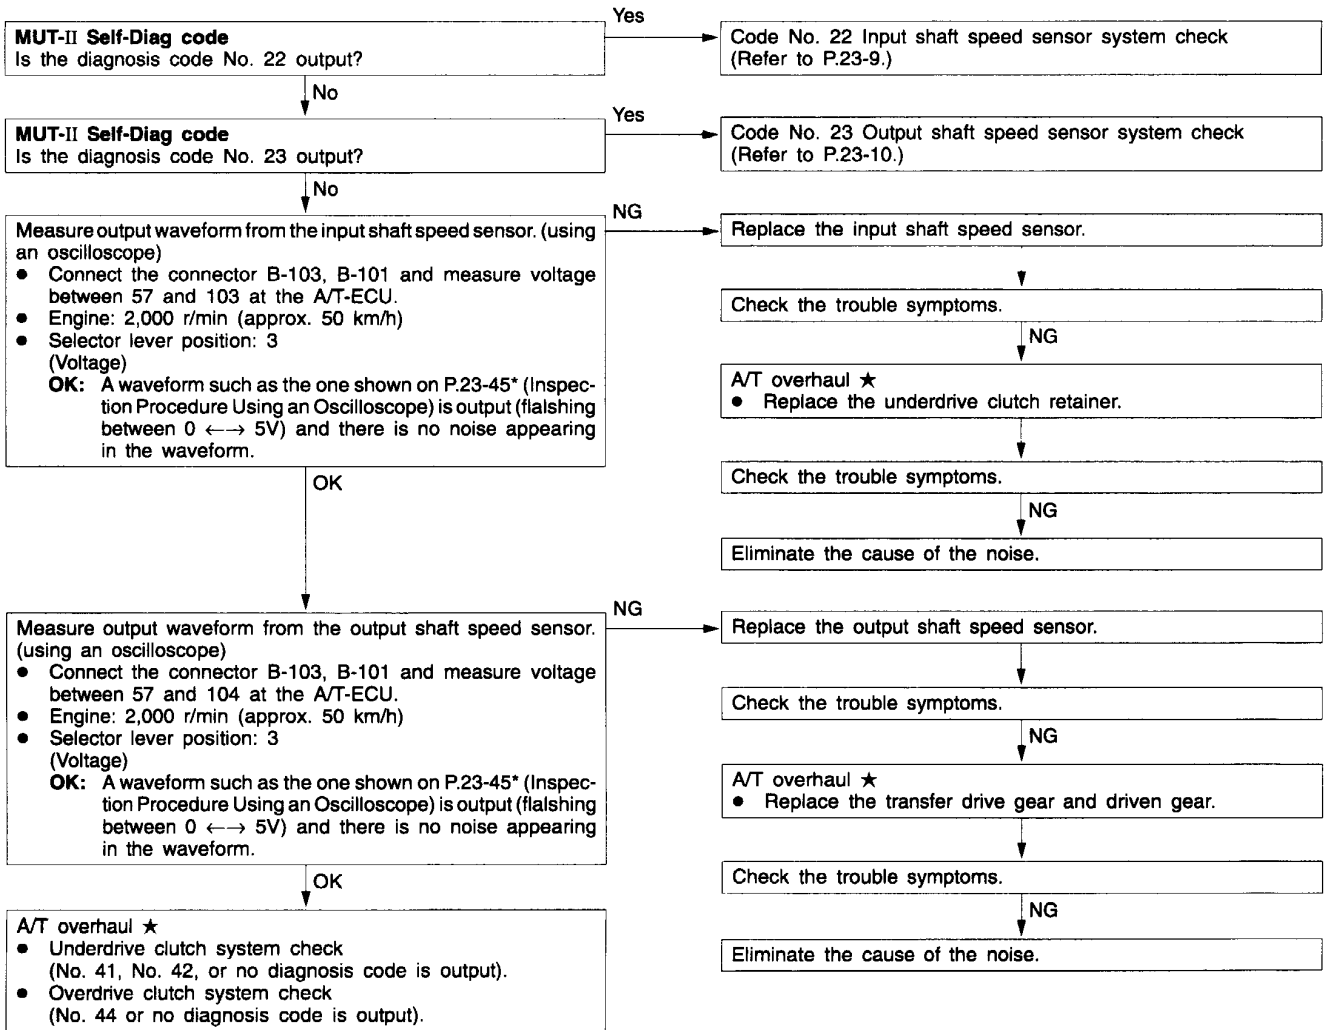 MUT-II Self-Diag code
Is the diagnosis code No. 22 output?
Yes
Code No. 22 Input shaft speed sensor system check
(Refer to P.23-9.)
No
MUT-II Self-Diag code
Is the diagnosis code No. 23 output?
Yes
Code No. 23 Output shaft speed sensor system check
(Refer to P.23-10.)
No
Measure output waveform from the input shaft speed sensor. (using
an oscilloscope)
● Connect the connector B-103, B-101 and measure voltage
between 57 and 103 at the A/T-ECU.
● Engine: 2,000 r/min (approx. 50 km/h)
● Selector lever position: 3
(Voltage)
OK: A waveform such as the one shown on P.23-45* (Inspec-
tion Procedure Using an Oscilloscope) is output (flalshing
between 0 ←→ 5V) and there is no noise appearing
in the waveform.
NG
Replace the input shaft speed sensor.
Check the trouble symptoms.
NG
A/T overhaul ★
● Replace the underdrive clutch retainer.
Check the trouble symptoms.
NG
Eliminate the cause of the noise.
OK
Measure output waveform from the output shaft speed sensor.
(using an oscilloscope)
● Connect the connector B-103, B-101 and measure voltage
between 57 and 104 at the A/T-ECU.
● Engine: 2,000 r/min (approx. 50 km/h)
● Selector lever position: 3
(Voltage)
OK: A waveform such as the one shown on P.23-45* (Inspec-
tion Procedure Using an Oscilloscope) is output (flalshing
between 0 ←→ 5V) and there is no noise appearing
in the waveform.
NG
Replace the output shaft speed sensor.
Check the trouble symptoms.
NG
A/T overhaul ★
● Replace the transfer drive gear and driven gear.
Check the trouble symptoms.
NG
Eliminate the cause of the noise.
OK
A/T overhaul ★
● Underdrive clutch system check
(No. 41, No. 42, or no diagnosis code is output).
● Overdrive clutch system check
(No. 44 or no diagnosis code is output).